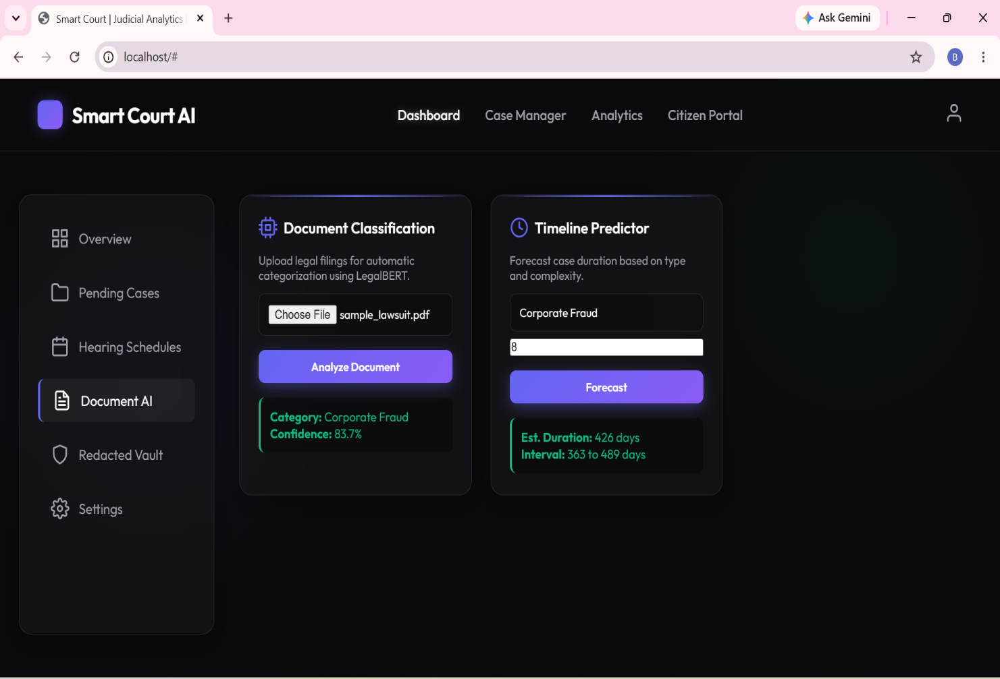 Smart Court | Judicial Analytics
Ask Gemini
localhost/#
B
Smart Court AI
Dashboard
Case Manager
Analytics
Citizen Portal
Overview
Pending Cases
Hearing Schedules
Document AI
Redacted Vault
Settings
Document Classification
Upload legal filings for automatic
categorization using LegalBERT.
Choose File sample_lawsuit.pdf
Analyze Document
Category: Corporate Fraud
Confidence: 83.7%
Timeline Predictor
Forecast case duration based on type
and complexity.
Corporate Fraud
8
Forecast
Est. Duration: 426 days
Interval: 363 to 489 days